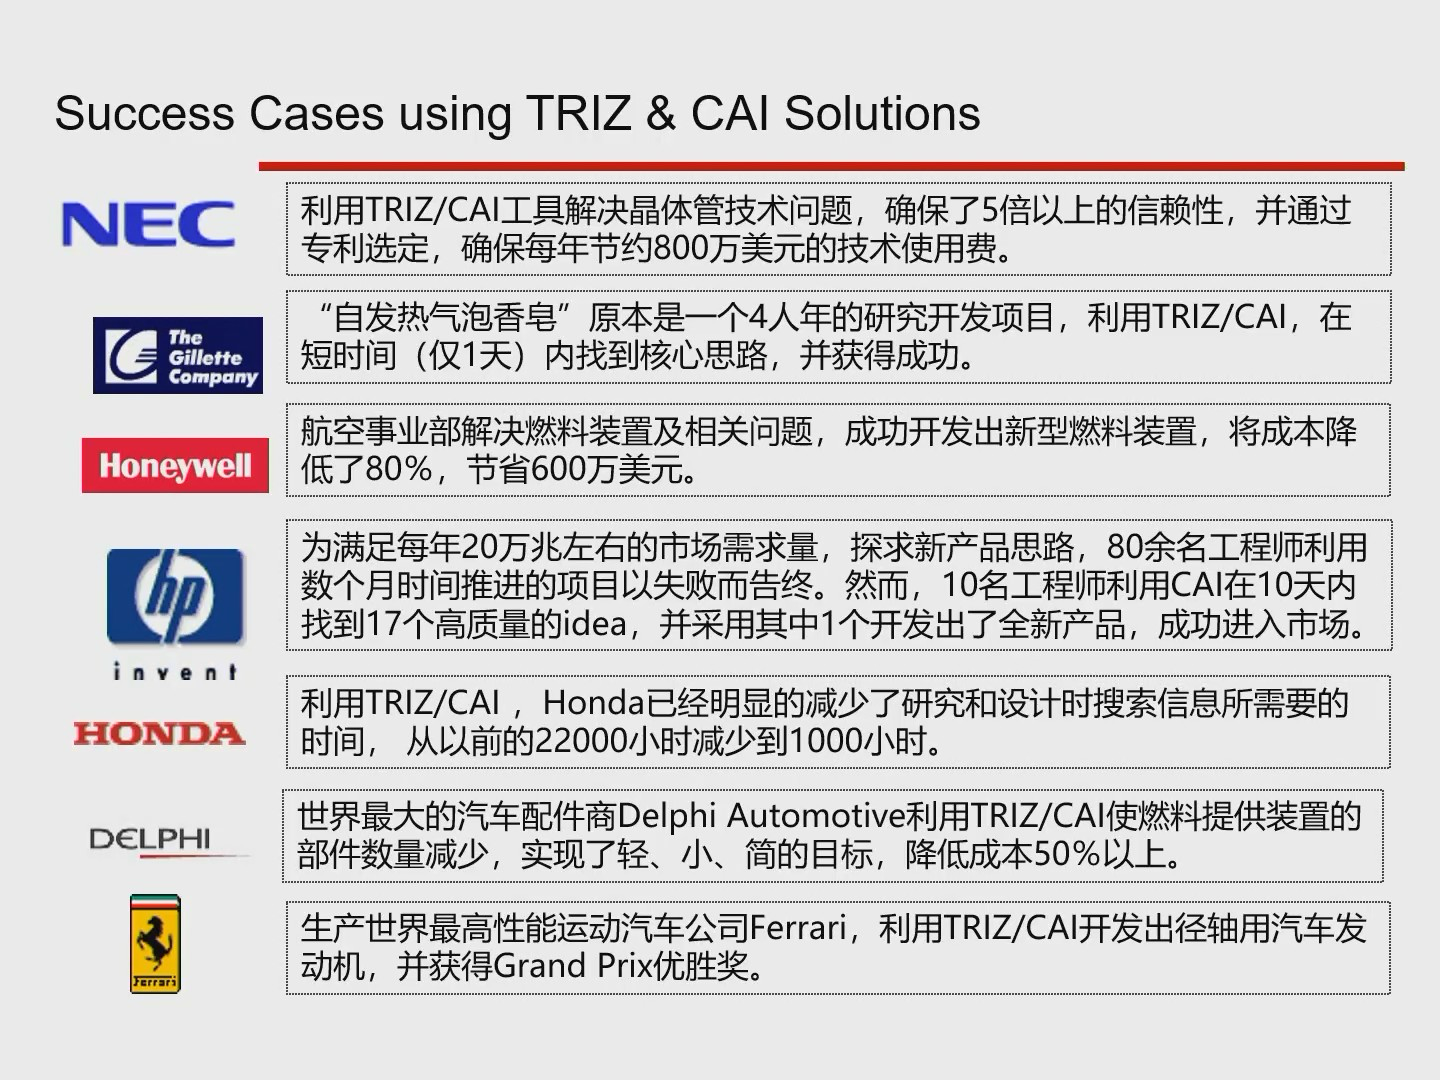 Success Cases using TRIZ & CAI Solutions
NEC
利用TRIZ/CAI工具解决晶体管技术问题，确保了5倍以上的信赖性，并通过
专利选定，确保每年节约800万美元的技术使用费。
The
Gillette
Company
“自发热气泡香皂”原本是一个4人年的研究开发项目，利用TRIZ/CAI，在
短时间（仅1天）内找到核心思路，并获得成功。
Honeywell
航空事业部解决燃料装置及相关问题，成功开发出新型燃料装置，将成本降
低了80%，节省600万美元。
hp
invent
为满足每年20万兆左右的市场需求量，探求新产品思路，80余名工程师利用
数个月时间推进的项目以失败而告终。然而，10名工程师利用CAI在10天内
找到17个高质量的idea，并采用其中1个开发出了全新产品，成功进入市场。
HONDA
利用TRIZ/CAI ，Honda已经明显的减少了研究和设计时搜索信息所需要的
时间， 从以前的22000小时减少到1000小时。
DELPHI
世界最大的汽车配件商Delphi Automotive利用TRIZ/CAI使燃料提供装置的
部件数量减少，实现了轻、小、简的目标，降低成本50%以上。
Ferrari
生产世界最高性能运动汽车公司Ferrari，利用TRIZ/CAI开发出径轴用汽车发
动机，并获得Grand Prix优胜奖。